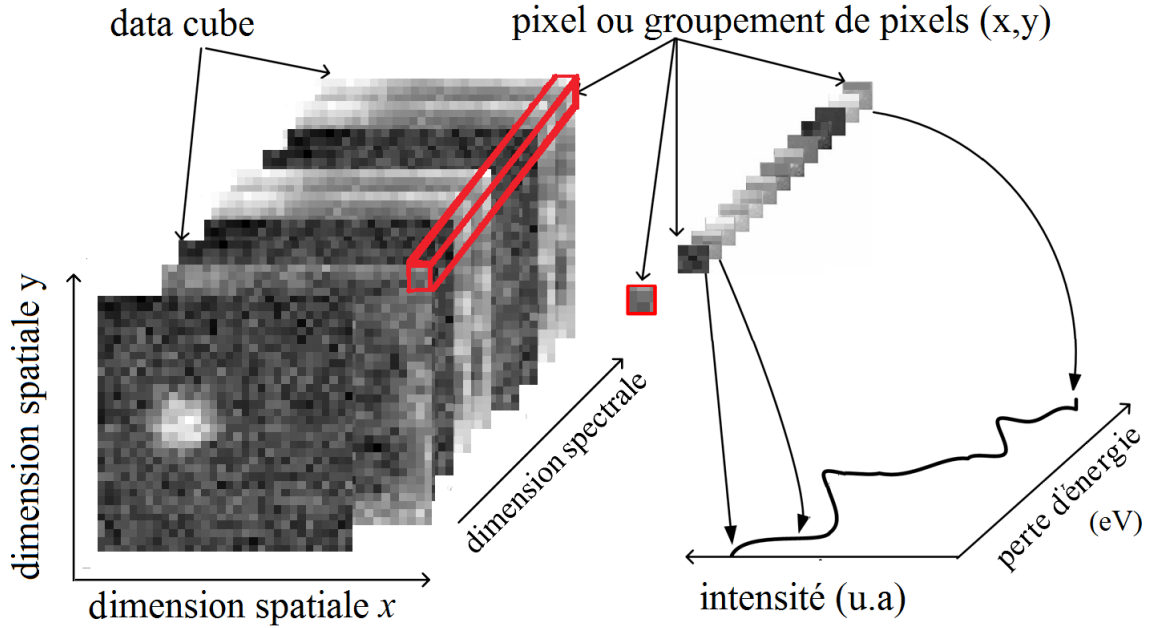 data cube
pixel ou groupement de pixels (x,y)
dimension spatiale y
dimension spectrale
perte d'énergie
(eV)
dimension spatiale x
intensité (u.a)